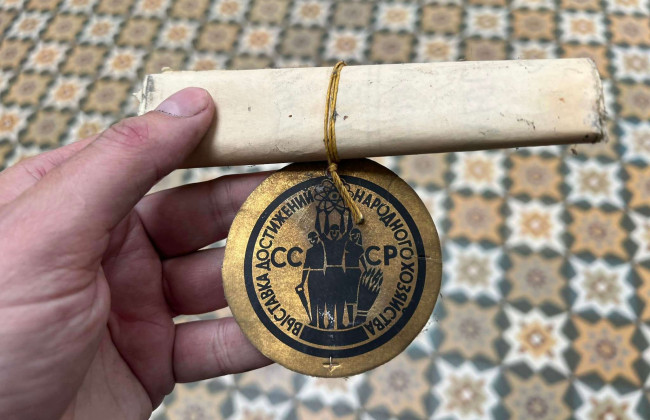 ВЫСТАВКА ДОСТИЖЕНИЙ НАРОДНОГО ХОЗЯЙСТВА
СССР